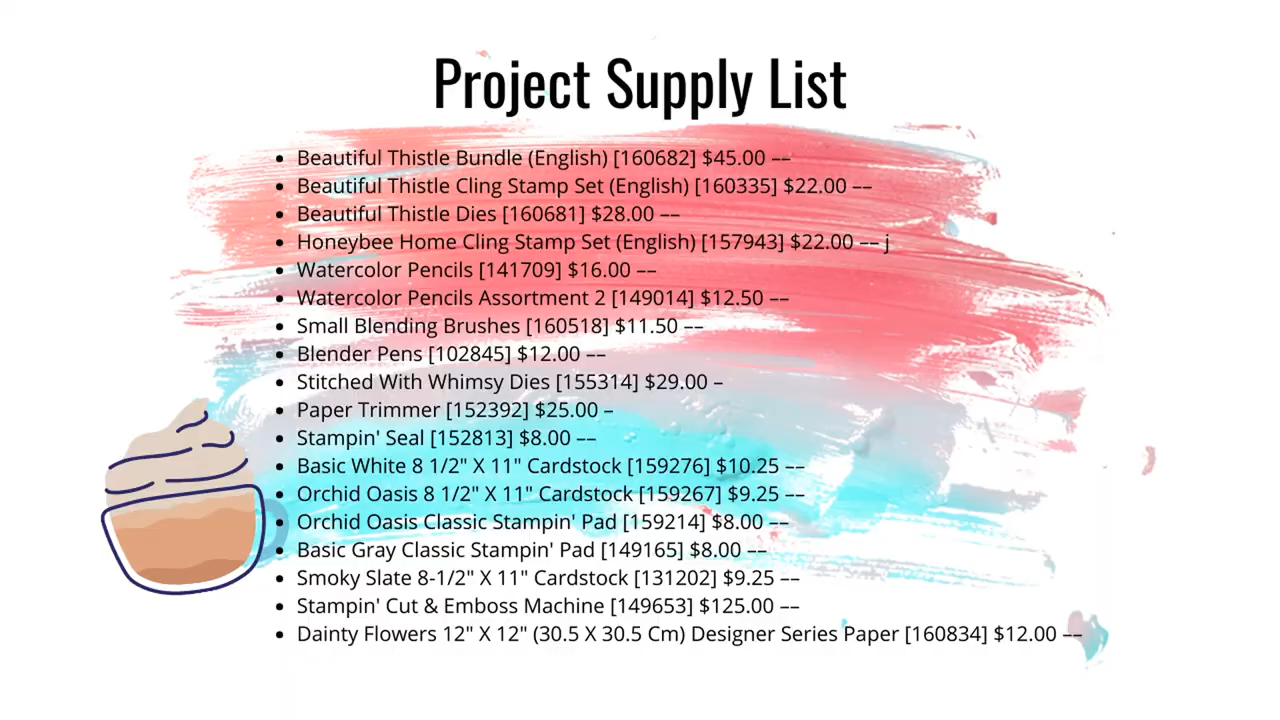 Project Supply List
• Beautiful Thistle Bundle (English) [160682] $45.00 ––
• Beautiful Thistle Cling Stamp Set (English) [160335] $22.00 ––
• Beautiful Thistle Dies [160681] $28.00 ––
• Honeybee Home Cling Stamp Set (English) [157943] $22.00 –– j
• Watercolor Pencils [141709] $16.00 ––
• Watercolor Pencils Assortment 2 [149014] $12.50 ––
• Small Blending Brushes [160518] $11.50 ––
• Blender Pens [102845] $12.00 ––
• Stitched With Whimsy Dies [155314] $29.00 –
• Paper Trimmer [152392] $25.00 –
• Stampin' Seal [152813] $8.00 ––
• Basic White 8 1/2" X 11" Cardstock [159276] $10.25 ––
• Orchid Oasis 8 1/2" X 11" Cardstock [159267] $9.25 ––
• Orchid Oasis Classic Stampin' Pad [159214] $8.00 ––
• Basic Gray Classic Stampin' Pad [149165] $8.00 ––
• Smoky Slate 8-1/2" X 11" Cardstock [131202] $9.25 ––
• Stampin' Cut & Emboss Machine [149653] $125.00 ––
• Dainty Flowers 12" X 12" (30.5 X 30.5 Cm) Designer Series Paper [160834] $12.00 ––